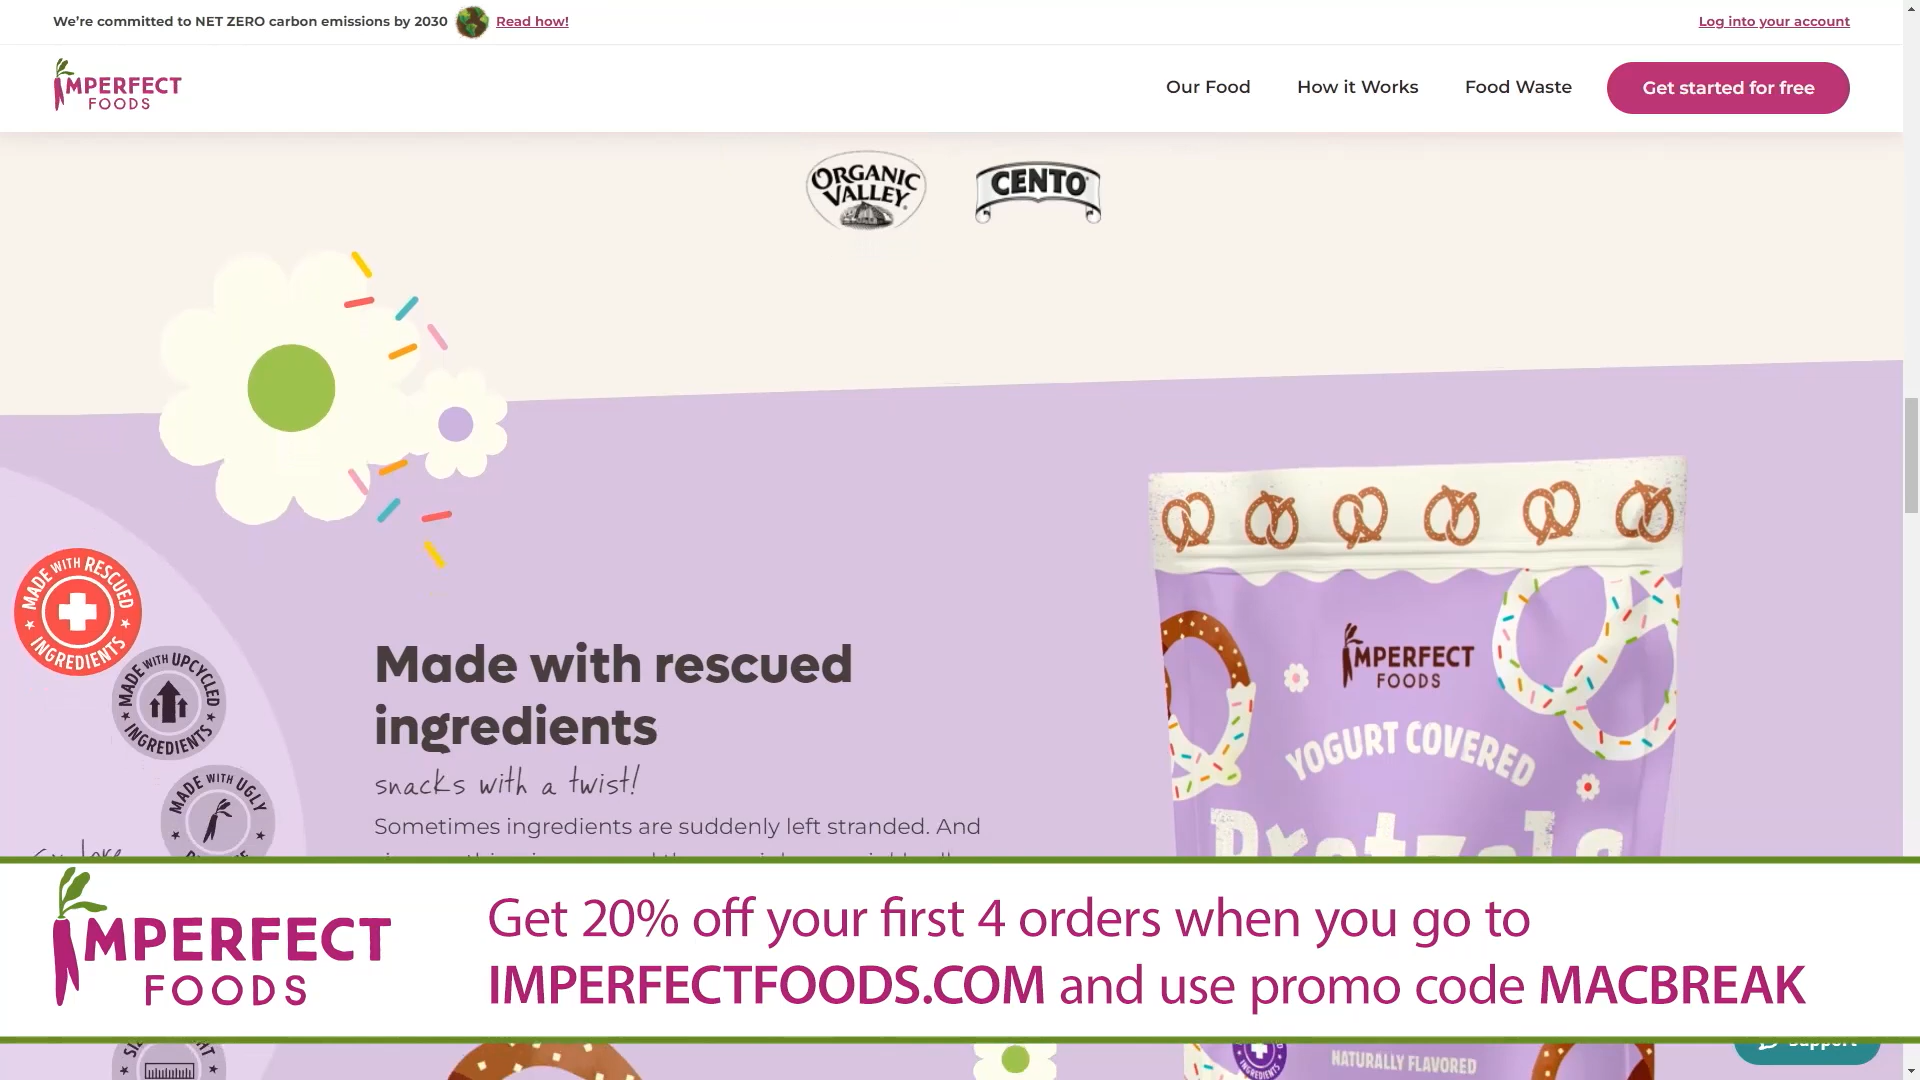 We're committed to NET ZERO carbon emissions by 2030 Read how! Log into your account
IMPERFECT
FOODS
Our Food How it Works Food Waste Get started for free
ORGANIC
VALLEY
CENTO
MADE WITH RESCUED
INGREDIENTS
MADE WITH UPCYCLED
INGREDIENTS
MADE WITH UGLY
Made with rescued
ingredients
snacks with a twist!
Sometimes ingredients are suddenly left stranded. And
IMPERFECT
FOODS
YOGURT COVERED
Pretzels
IMPERFECT
FOODS
Get 20% off your first 4 orders when you go to
IMPERFECTFOODS.COM and use promo code MACBREAK
INGREDIENTS
NATURALLY FLAVORED
Support